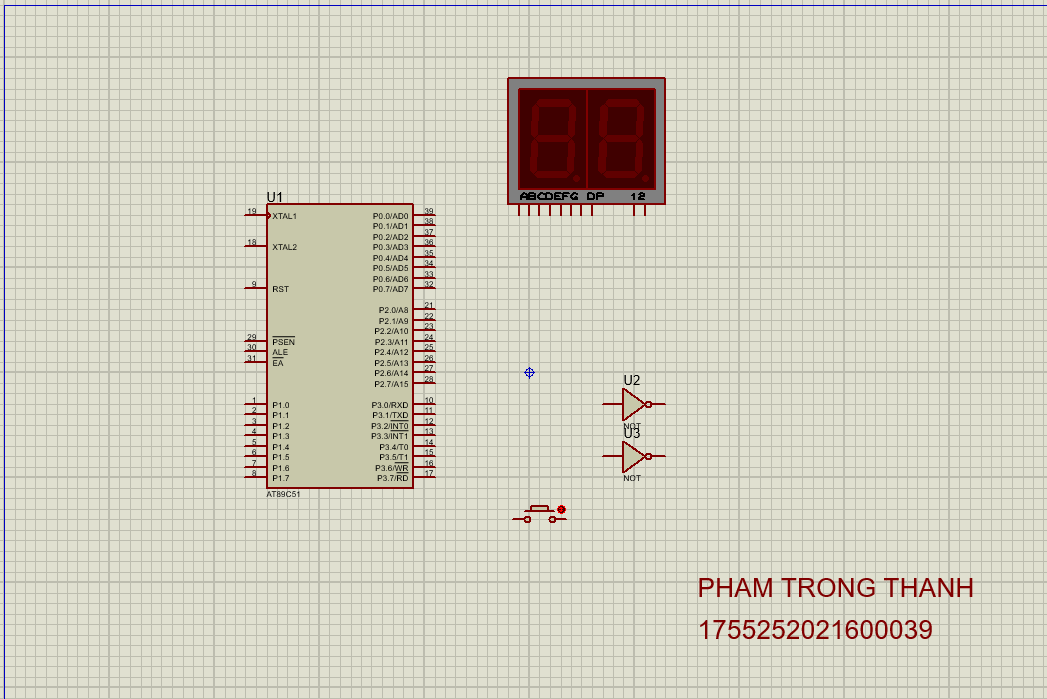 ABCDEFG DP 12
U1
19 XTAL1 P0.0/AD0 39
P0.1/AD1 38
P0.2/AD2 37
18 XTAL2 P0.3/AD3 36
P0.4/AD4 35
P0.5/AD5 34
P0.6/AD6 33
9 RST P0.7/AD7 32
P2.0/A8 21
P2.1/A9 22
P2.2/A10 23
29 PSEN P2.3/A11 24
30 ALE P2.4/A12 25
31 EA P2.5/A13 26
P2.6/A14 27
P2.7/A15 28
1 P1.0 P3.0/RXD 10
2 P1.1 P3.1/TXD 11
3 P1.2 P3.2/INT0 12
4 P1.3 P3.3/INT1 13
5 P1.4 P3.4/T0 14
6 P1.5 P3.5/T1 15
7 P1.6 P3.6/WR 16
8 P1.7 P3.7/RD 17
AT89C51
U2
NOT
U3
NOT
PHAM TRONG THANH
1755252021600039